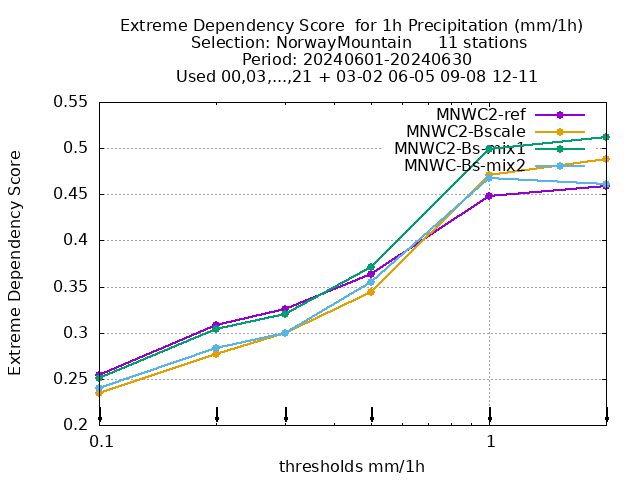 Extreme Dependency Score  for 1h Precipitation (mm/1h)
Selection: NorwayMountain     11 stations
Period: 20240601-20240630
Used 00,03,...,21 + 03-02 06-05 09-08 12-11
MNWC2-ref
MNWC2-Bscale
MNWC2-Bs-mix1
MNWC-Bs-mix2
Extreme Dependency Score
0.55
0.5
0.45
0.4
0.35
0.3
0.25
0.2
0.1
1
thresholds mm/1h